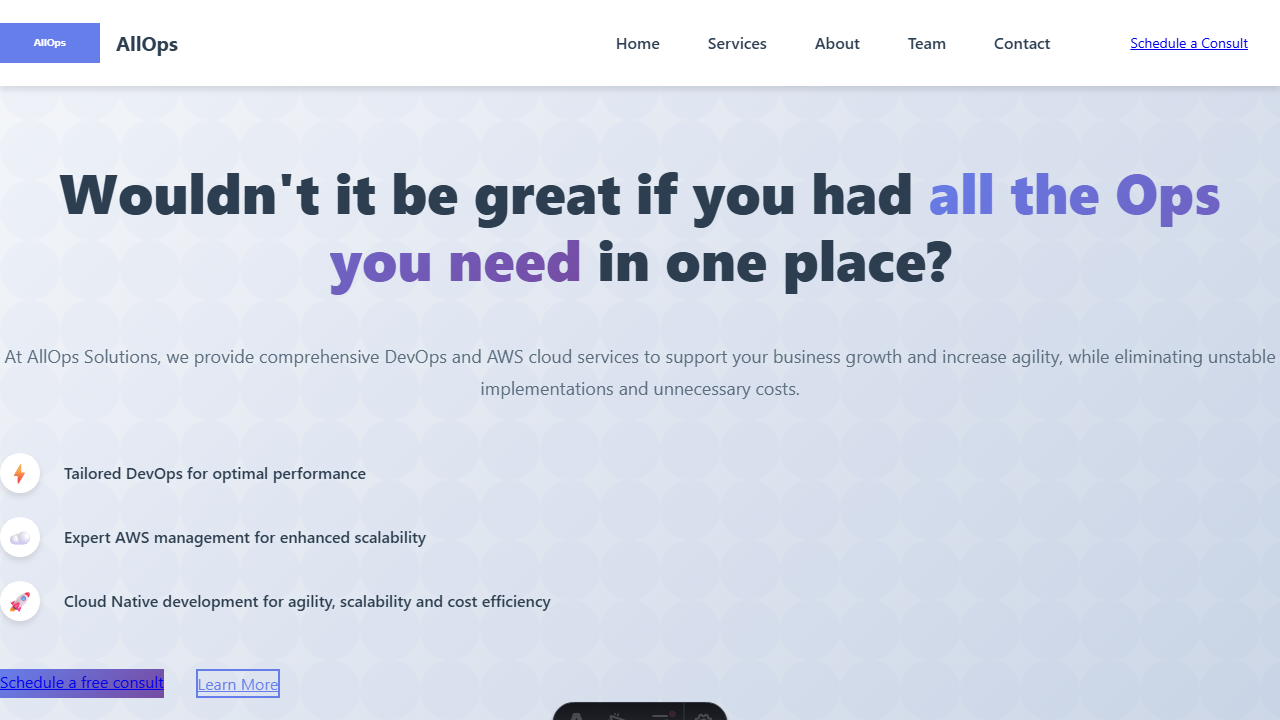 AllOps
AllOps
Home
Services
About
Team
Contact
Schedule a Consult
Wouldn't it be great if you had all the Ops
you need in one place?
At AllOps Solutions, we provide comprehensive DevOps and AWS cloud services to support your business growth and increase agility, while eliminating unstable
implementations and unnecessary costs.
Tailored DevOps for optimal performance
Expert AWS management for enhanced scalability
Cloud Native development for agility, scalability and cost efficiency
Schedule a free consult
Learn More